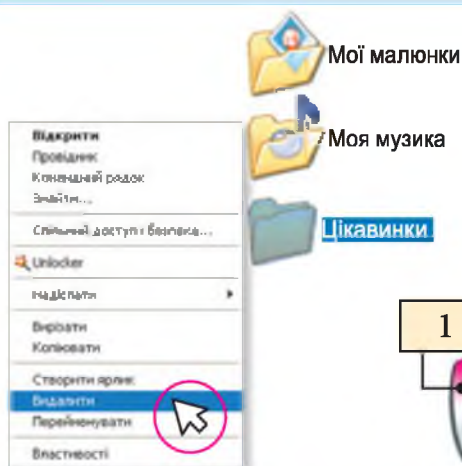 Мої малюнки
Моя музика
Цікавинки
Відкрити
Провідник
Командний рядок
Знайти...
Спільний доступ і безпека...
Unlocker
Надіслати
Вирізати
Копіювати
Створити ярлик
Видалити
Перейменувати
Властивості
1